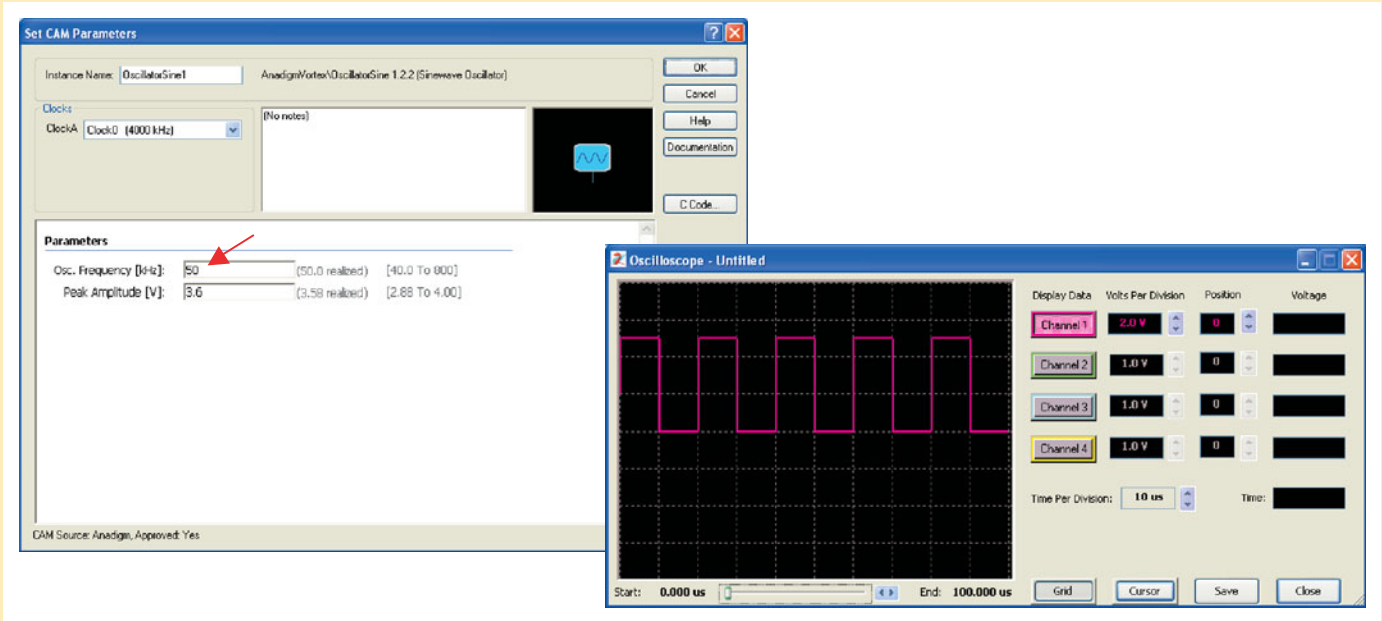 Set CAM Parameters
Instance Name: OscillatorSine1
AnadigmVortex\OscillatorSine 1.2.2 (Sinewave Oscillator)
OK
Cancel
Help
Documentation
C Code...
Clocks
ClockA Clock0 (4000 kHz)
(No notes)
Parameters
Osc. Frequency [kHz]: 50 (50.0 realized) [40.0 To 800]
Peak Amplitude [V]: 3.6 (3.58 realized) [2.88 To 4.00]
CAM Source: Anadigm, Approved: Yes
Oscilloscope - Untitled
Display Data Volts Per Division Position Voltage
Channel 1 2.0 V 0
Channel 2 1.0 V 0
Channel 3 1.0 V 0
Channel 4 1.0 V 0
Time Per Division: 10 us Time:
Start: 0.000 us End: 100.000 us
Grid Cursor Save Close